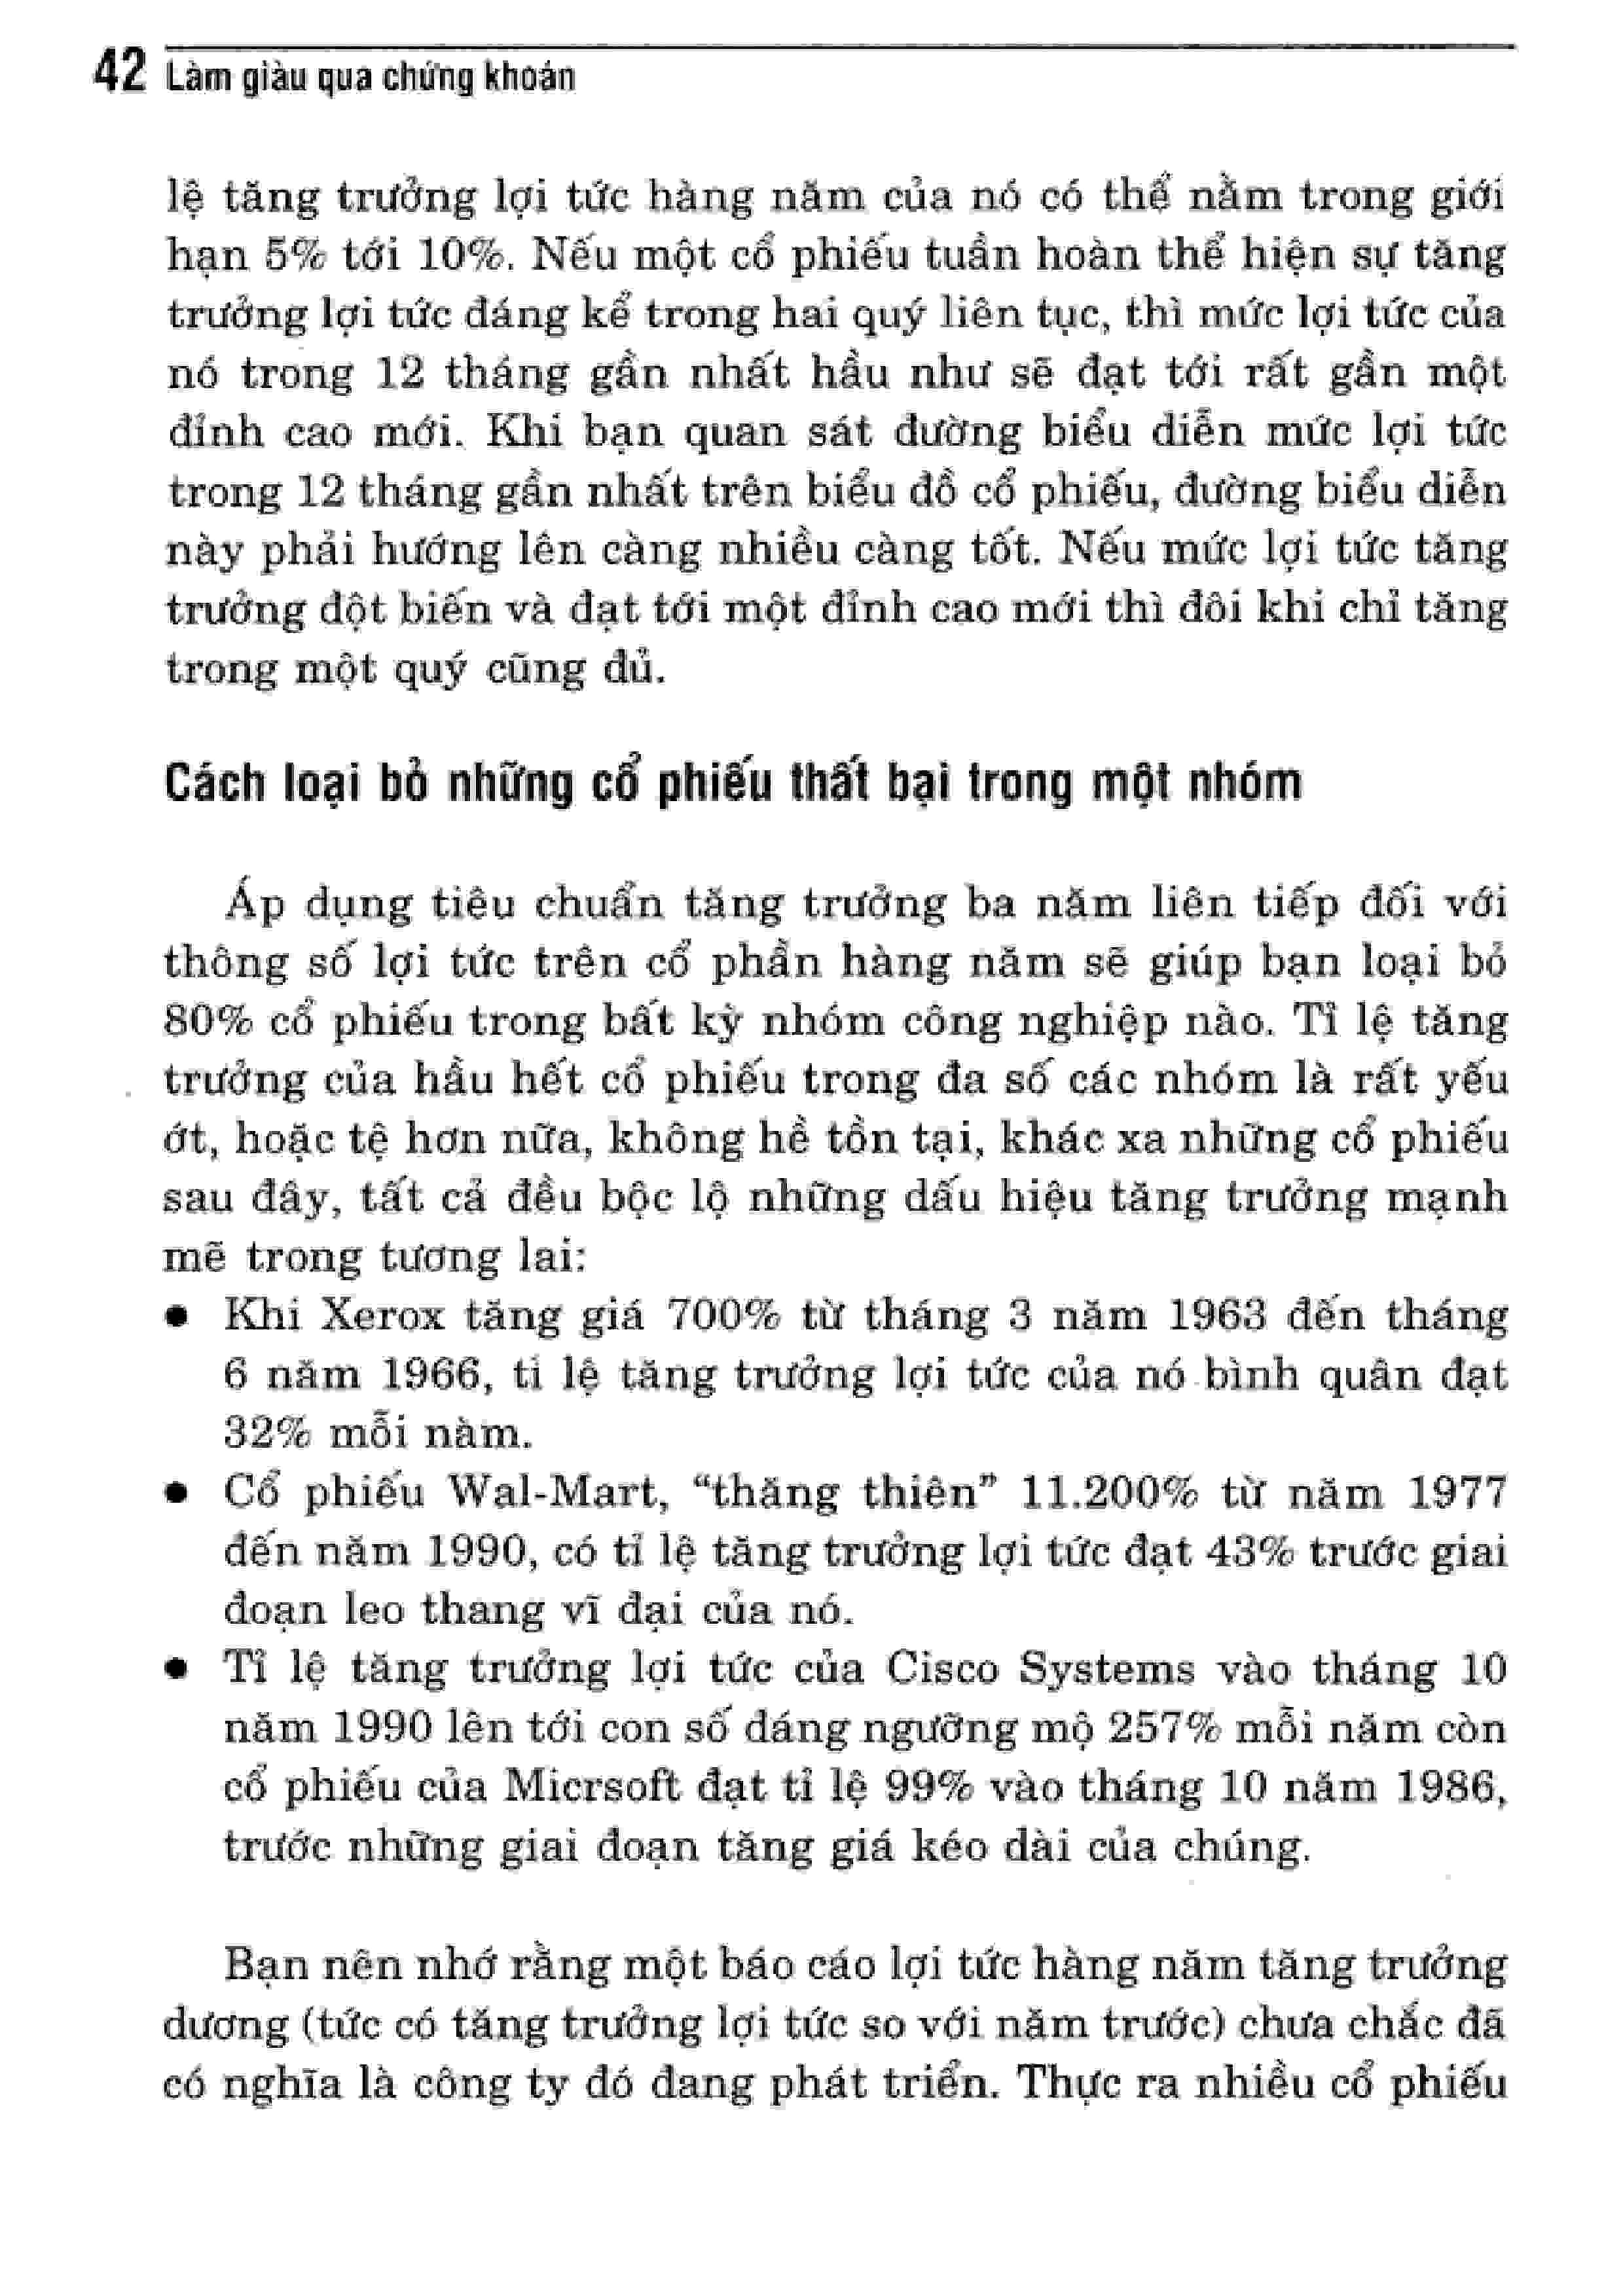 42 Làm giàu qua chứng khoán
lệ tăng trưởng lợi tức hàng năm của nó có thể nằm trong giới
hạn 5% tới 10%. Nếu một cổ phiếu tuần hoàn thể hiện sự tăng
trưởng lợi tức đáng kể trong hai quý liên tục, thì mức lợi tức của
nó trong 12 tháng gần nhất hầu như sẽ đạt tới rất gần một
đỉnh cao mới. Khi bạn quan sát đường biểu diễn mức lợi tức
trong 12 tháng gần nhất trên biểu đồ cổ phiếu, đường biểu diễn
này phải hướng lên càng nhiều càng tốt. Nếu mức lợi tức tăng
trưởng đột biến và đạt tới một đỉnh cao mới thì đôi khi chỉ tăng
trong một quý cũng đủ.
Cách loại bỏ những cổ phiếu thất bại trong một nhóm
Áp dụng tiêu chuẩn tăng trưởng ba năm liên tiếp đối với
thông số lợi tức trên cổ phần hàng năm sẽ giúp bạn loại bỏ
80% cổ phiếu trong bất kỳ nhóm công nghiệp nào. Tỉ lệ tăng
trưởng của hầu hết cổ phiếu trong đa số các nhóm là rất yếu
ớt, hoặc tệ hơn nữa, không hề tồn tại, khác xa những cổ phiếu
sau đây, tất cả đều bộc lộ những dấu hiệu tăng trưởng mạnh
mẽ trong tương lai:
● Khi Xerox tăng giá 700% từ tháng 3 năm 1963 đến tháng
6 năm 1966, tỉ lệ tăng trưởng lợi tức của nó bình quân đạt
32% mỗi năm.
● Cổ phiếu Wal-Mart, “thăng thiên” 11.200% từ năm 1977
đến năm 1990, có tỉ lệ tăng trưởng lợi tức đạt 43% trước giai
đoạn leo thang vĩ đại của nó.
● Tỉ lệ tăng trưởng lợi tức của Cisco Systems vào tháng 10
năm 1990 lên tới con số đáng ngưỡng mộ 257% mỗi năm còn
cổ phiếu của Micrsoft đạt tỉ lệ 99% vào tháng 10 năm 1986,
trước những giai đoạn tăng giá kéo dài của chúng.
Bạn nên nhớ rằng một báo cáo lợi tức hàng năm tăng trưởng
dương (tức có tăng trưởng lợi tức so với năm trước) chưa chắc đã
có nghĩa là công ty đó đang phát triển. Thực ra nhiều cổ phiếu